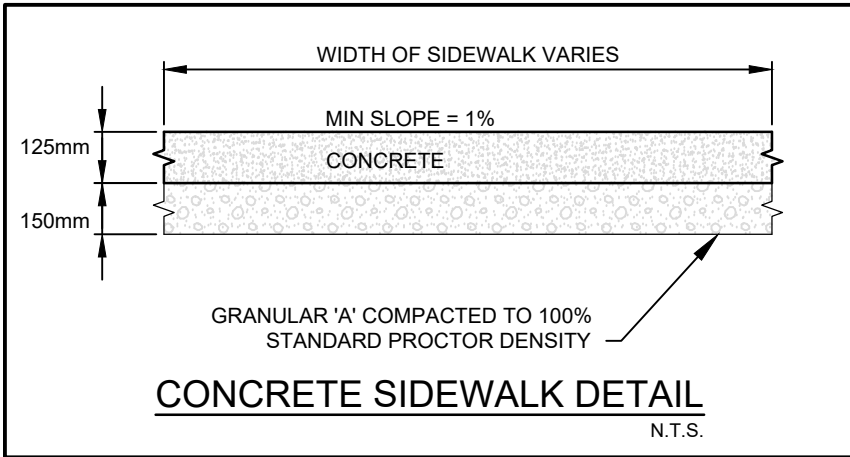 WIDTH OF SIDEWALK VARIES
MIN SLOPE = 1%
125mm
CONCRETE
150mm
GRANULAR 'A' COMPACTED TO 100%
STANDARD PROCTOR DENSITY
CONCRETE SIDEWALK DETAIL
N.T.S.